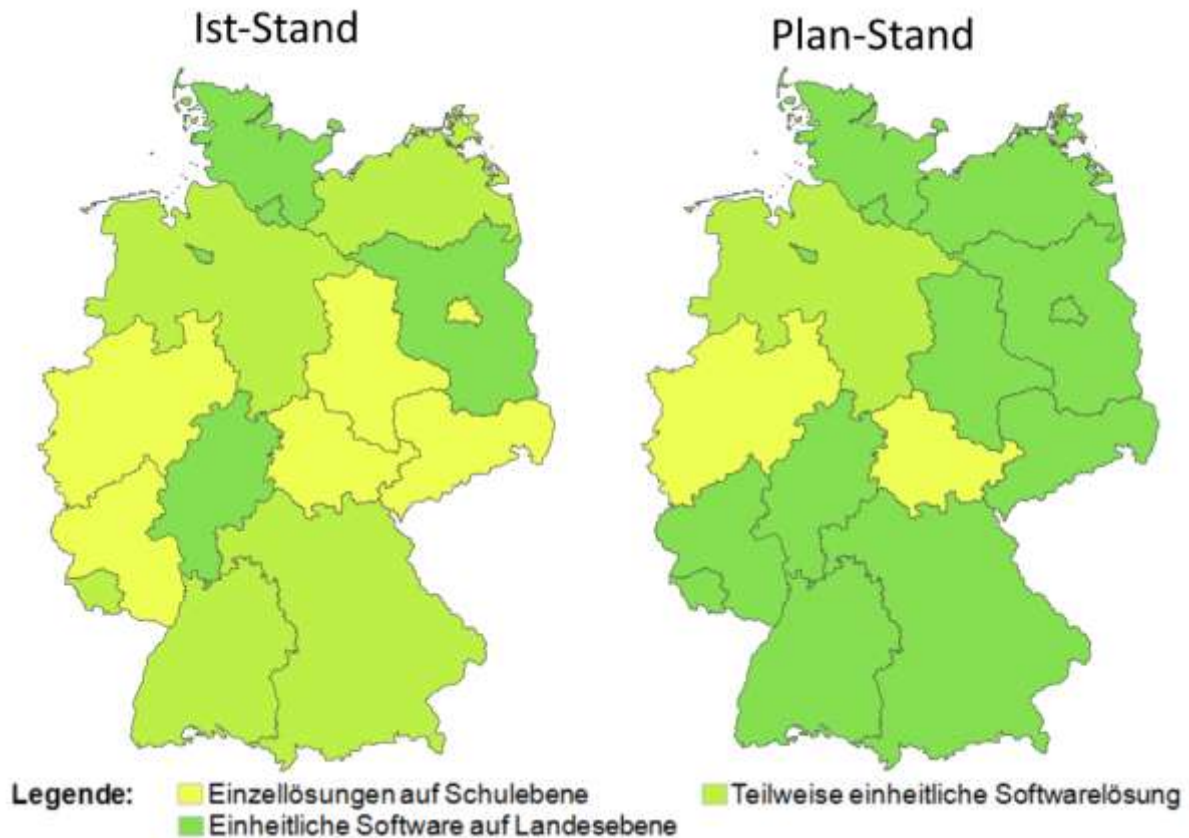 Ist-Stand
Plan-Stand
Legende:
Einzellösungen auf Schulebene
Teilweise einheitliche Softwarelösung
Einheitliche Software auf Landesebene